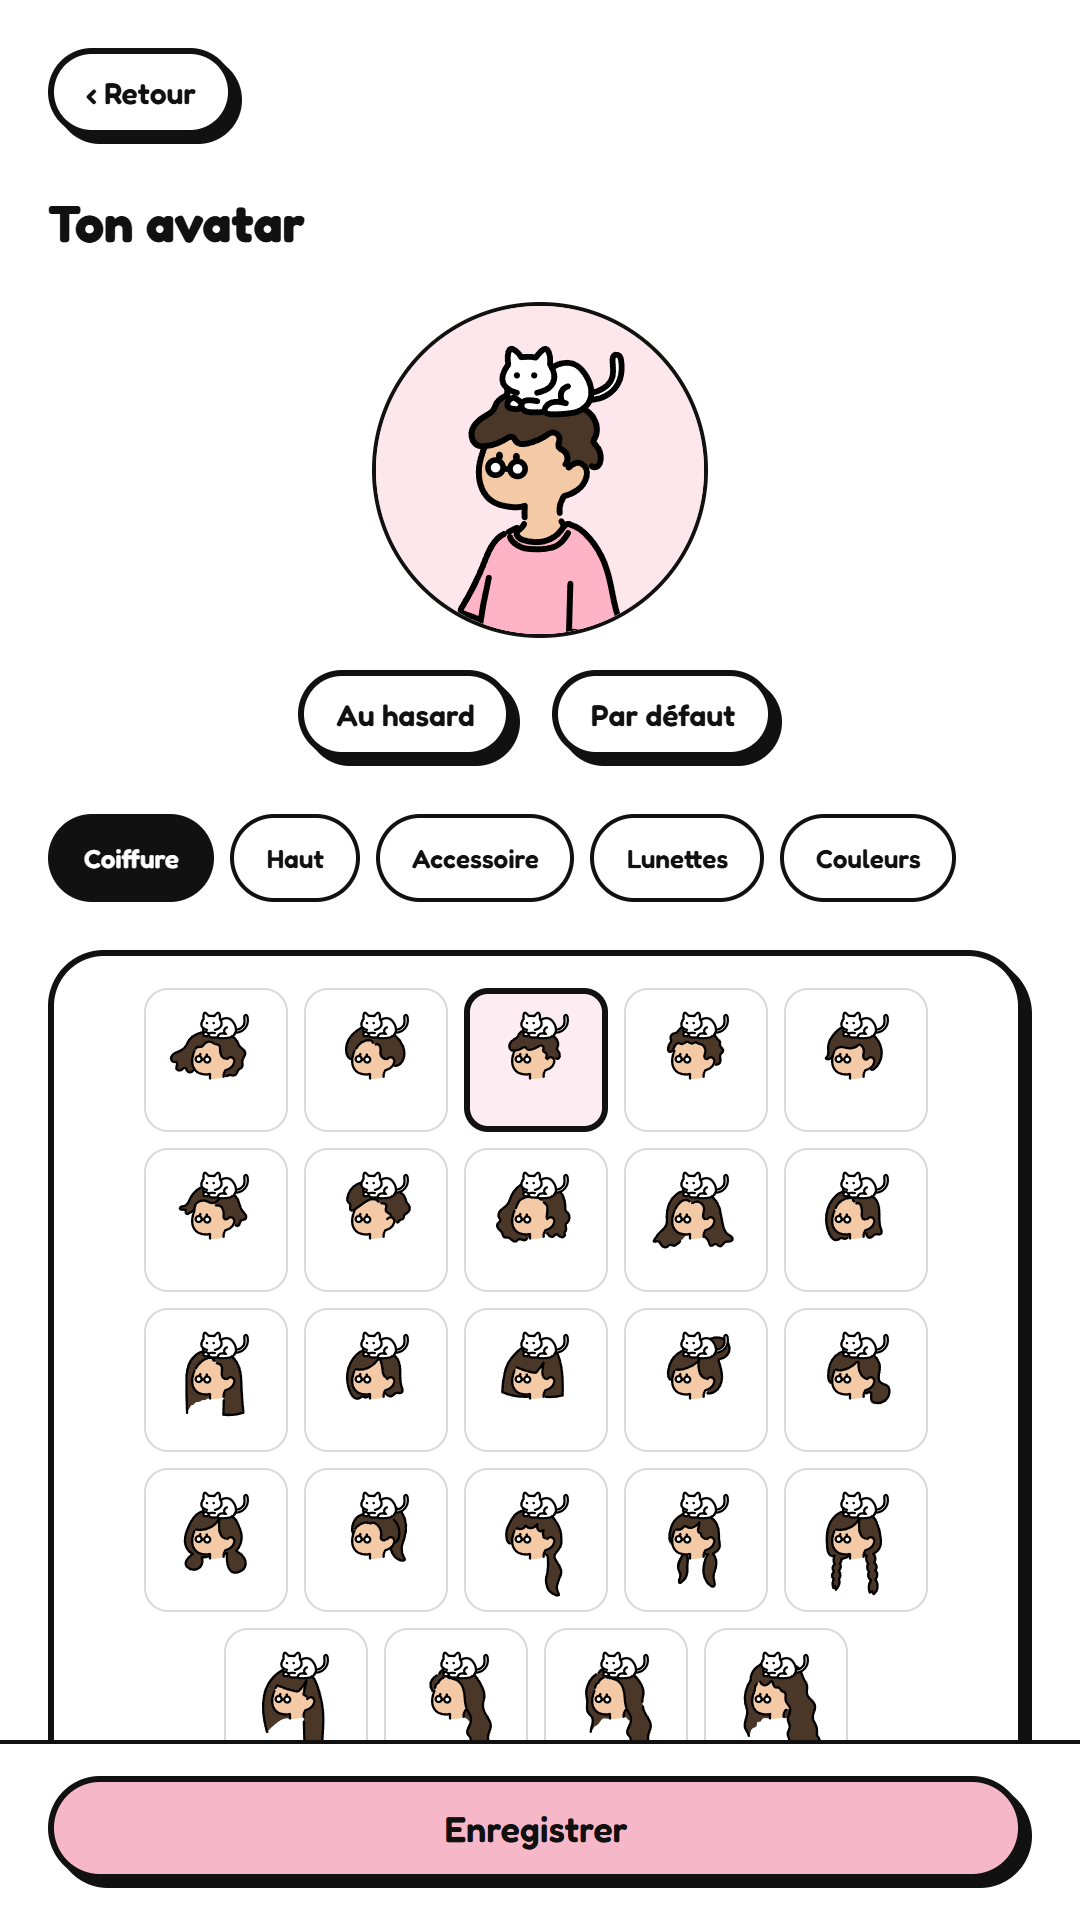 ‹ Retour
Ton avatar
Au hasard
Par défaut
Coiffure
Haut
Accessoire
Lunettes
Couleurs
Enregistrer